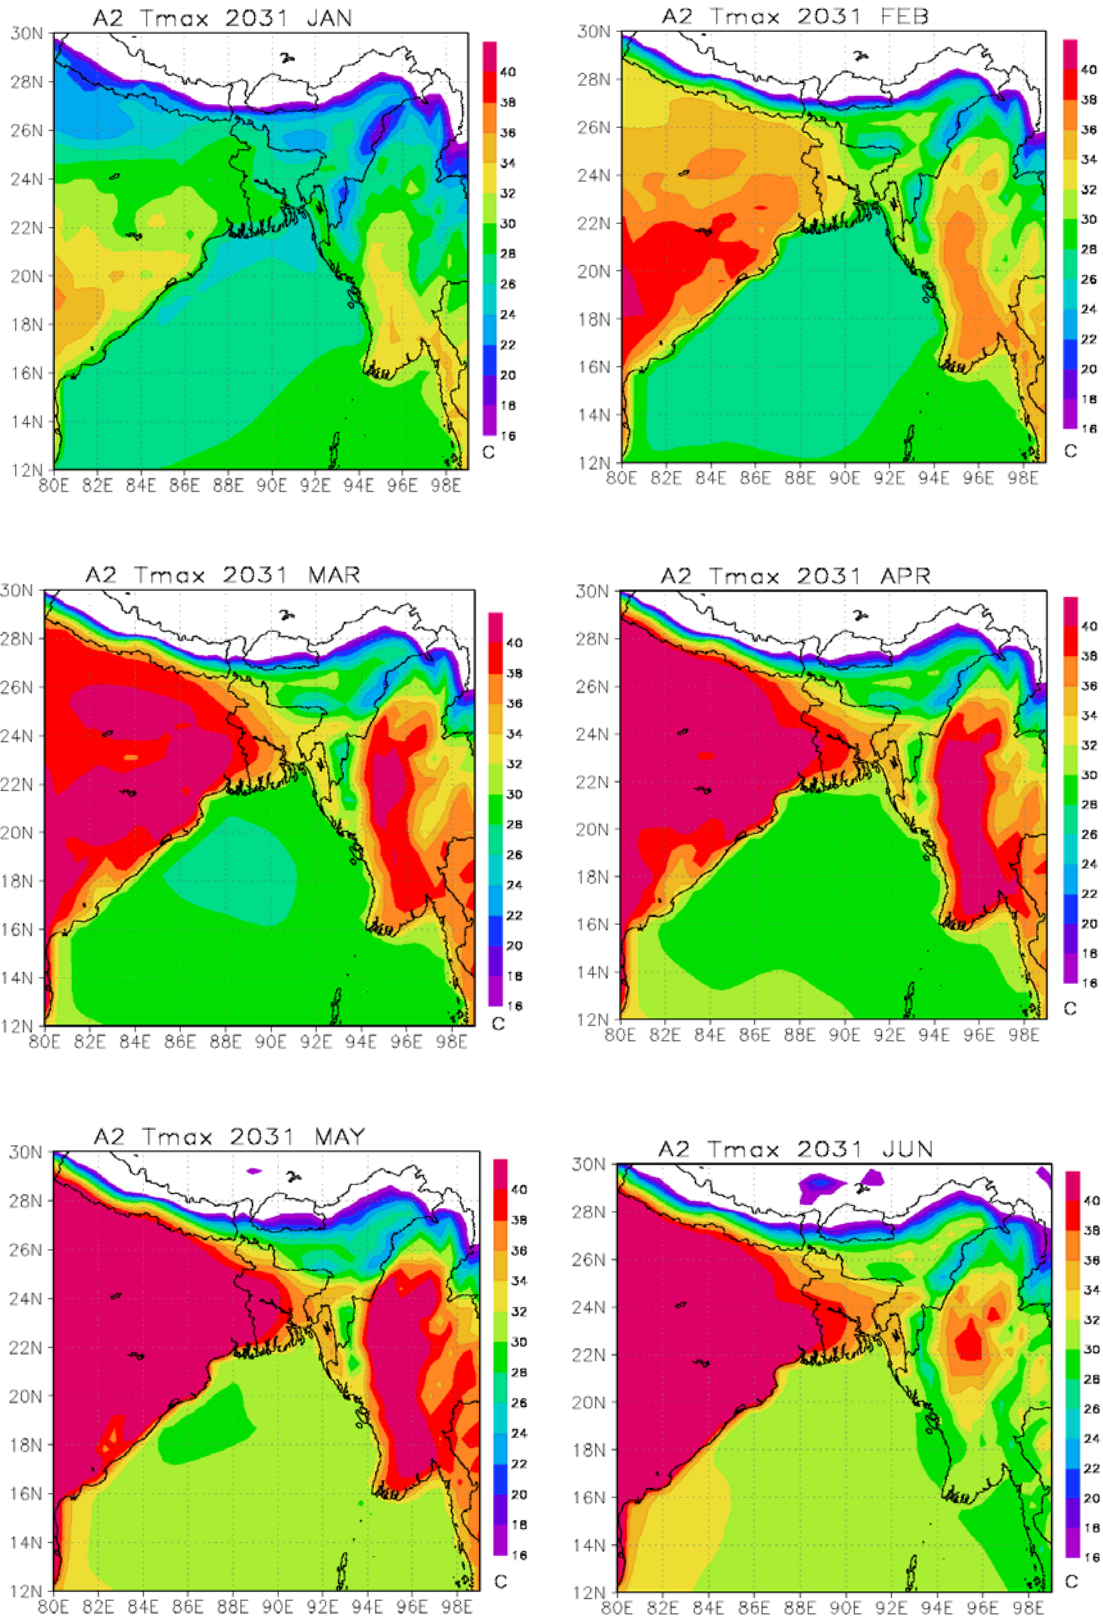 A2 Tmax 2031 JAN
30N
28N
26N
24N
22N
20N
18N
16N
14N
12N
80E 82E 84E 86E 88E 90E 92E 94E 96E 98E
40
38
36
34
32
30
28
26
24
22
20
18
16
C
A2 Tmax 2031 FEB
30N
28N
26N
24N
22N
20N
18N
16N
14N
12N
80E 82E 84E 86E 88E 90E 92E 94E 96E 98E
40
38
36
34
32
30
28
26
24
22
20
18
16
C
A2 Tmax 2031 MAR
30N
28N
26N
24N
22N
20N
18N
16N
14N
12N
80E 82E 84E 86E 88E 90E 92E 94E 96E 98E
40
38
36
34
32
30
28
26
24
22
20
18
16
C
A2 Tmax 2031 APR
30N
28N
26N
24N
22N
20N
18N
16N
14N
12N
80E 82E 84E 86E 88E 90E 92E 94E 96E 98E
40
38
36
34
32
30
28
26
24
22
20
18
16
C
A2 Tmax 2031 MAY
30N
28N
26N
24N
22N
20N
18N
16N
14N
12N
80E 82E 84E 86E 88E 90E 92E 94E 96E 98E
40
38
36
34
32
30
28
26
24
22
20
18
16
C
A2 Tmax 2031 JUN
30N
28N
26N
24N
22N
20N
18N
16N
14N
12N
80E 82E 84E 86E 88E 90E 92E 94E 96E 98E
40
38
36
34
32
30
28
26
24
22
20
18
16
C